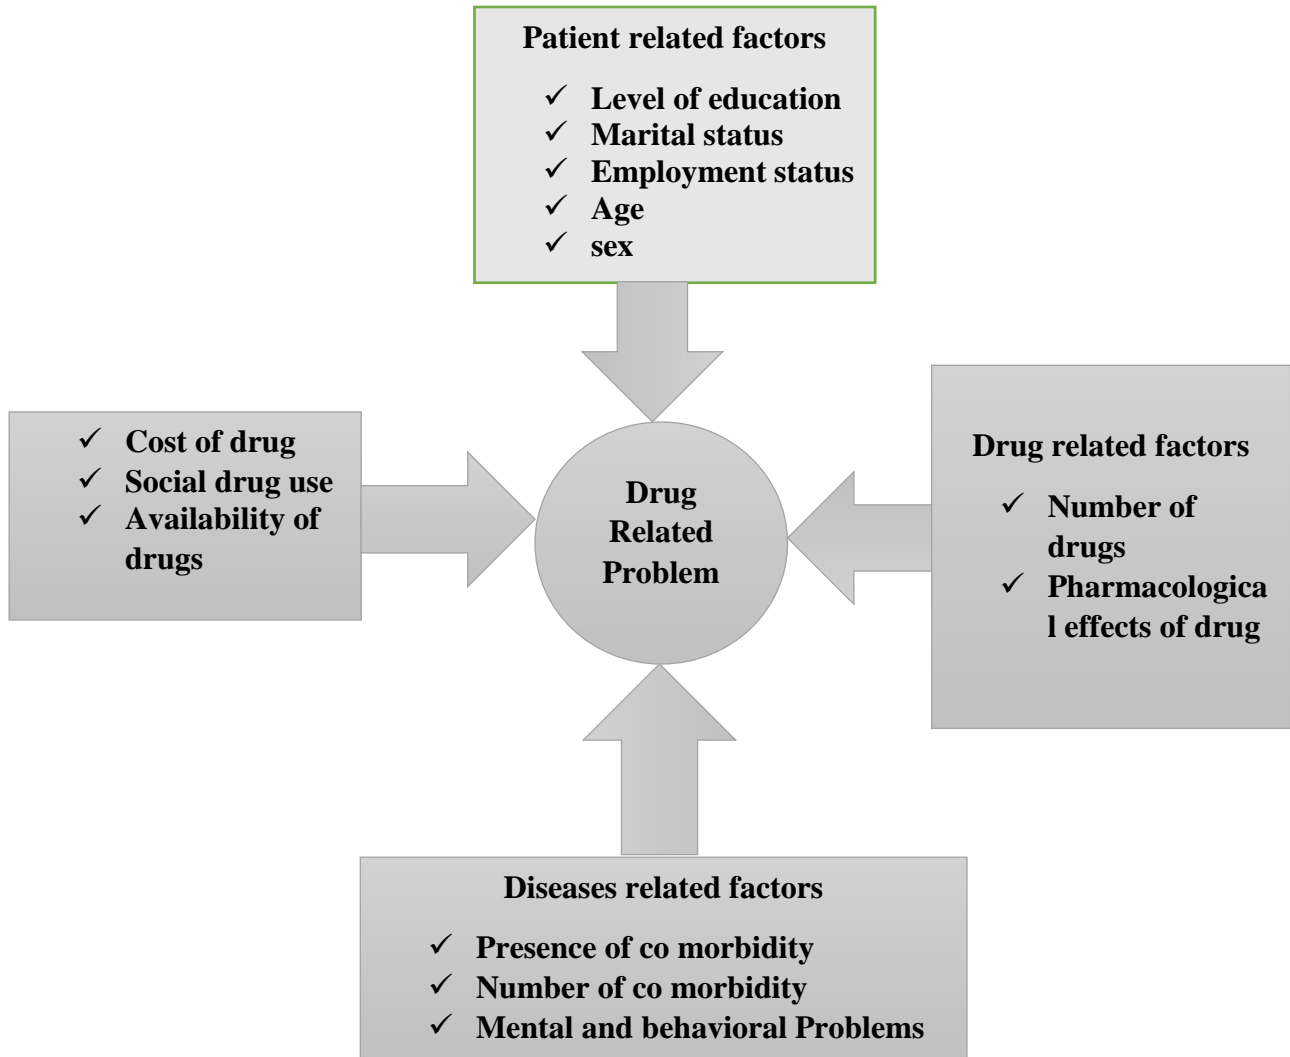 Patient related factors
✓ Level of education
✓ Marital status
✓ Employment status
✓ Age
✓ sex
✓ Cost of drug
✓ Social drug use
✓ Availability of
drugs
Drug
Related
Problem
Drug related factors
✓ Number of
drugs
✓ Pharmacologica
l effects of drug
Diseases related factors
✓ Presence of co morbidity
✓ Number of co morbidity
✓ Mental and behavioral Problems